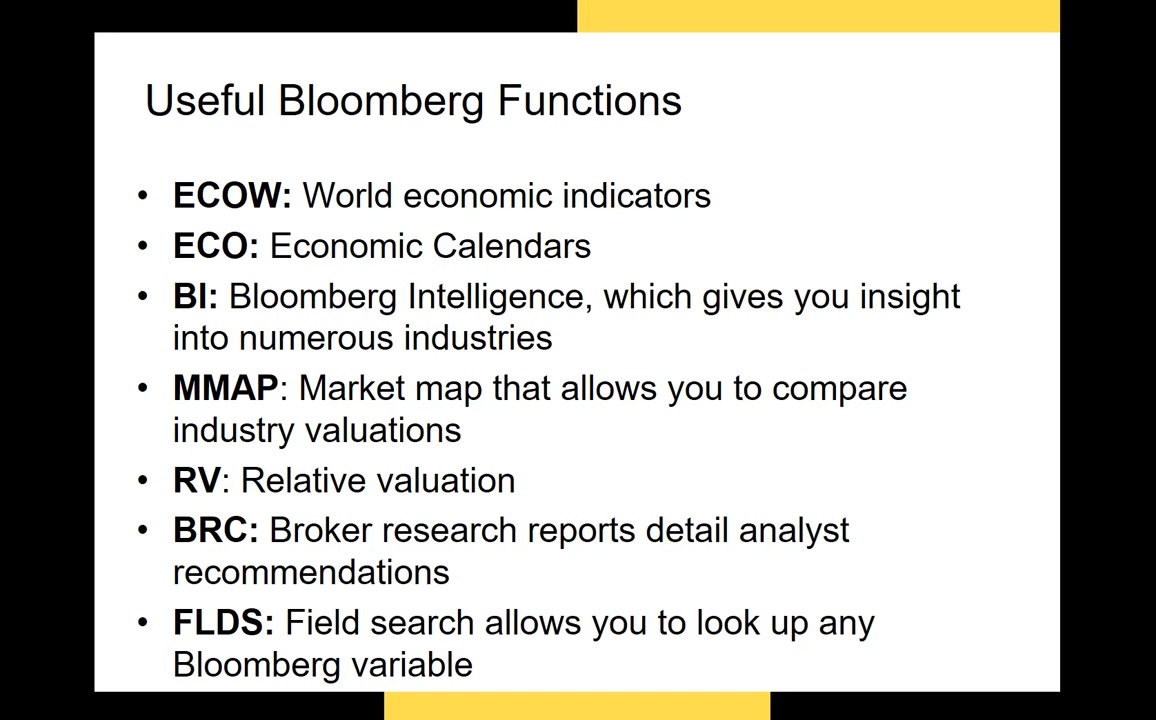 Useful Bloomberg Functions
• ECOW: World economic indicators
• ECO: Economic Calendars
• BI: Bloomberg Intelligence, which gives you insight
into numerous industries
• MMAP: Market map that allows you to compare
industry valuations
• RV: Relative valuation
• BRC: Broker research reports detail analyst
recommendations
• FLDS: Field search allows you to look up any
Bloomberg variable